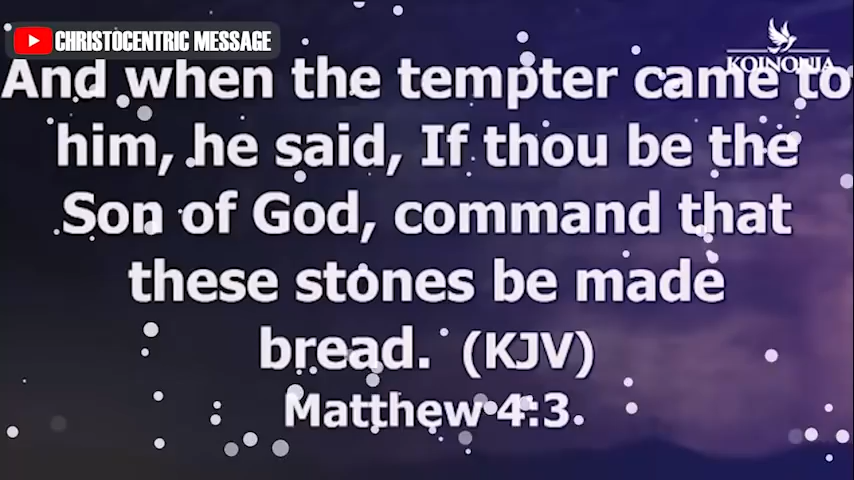 CHRISTOCENTRIC MESSAGE
KOINONIA
And when the tempter came to
him, he said, If thou be the
Son of God, command that
these stones be made
bread. (KJV)
Matthew 4:3